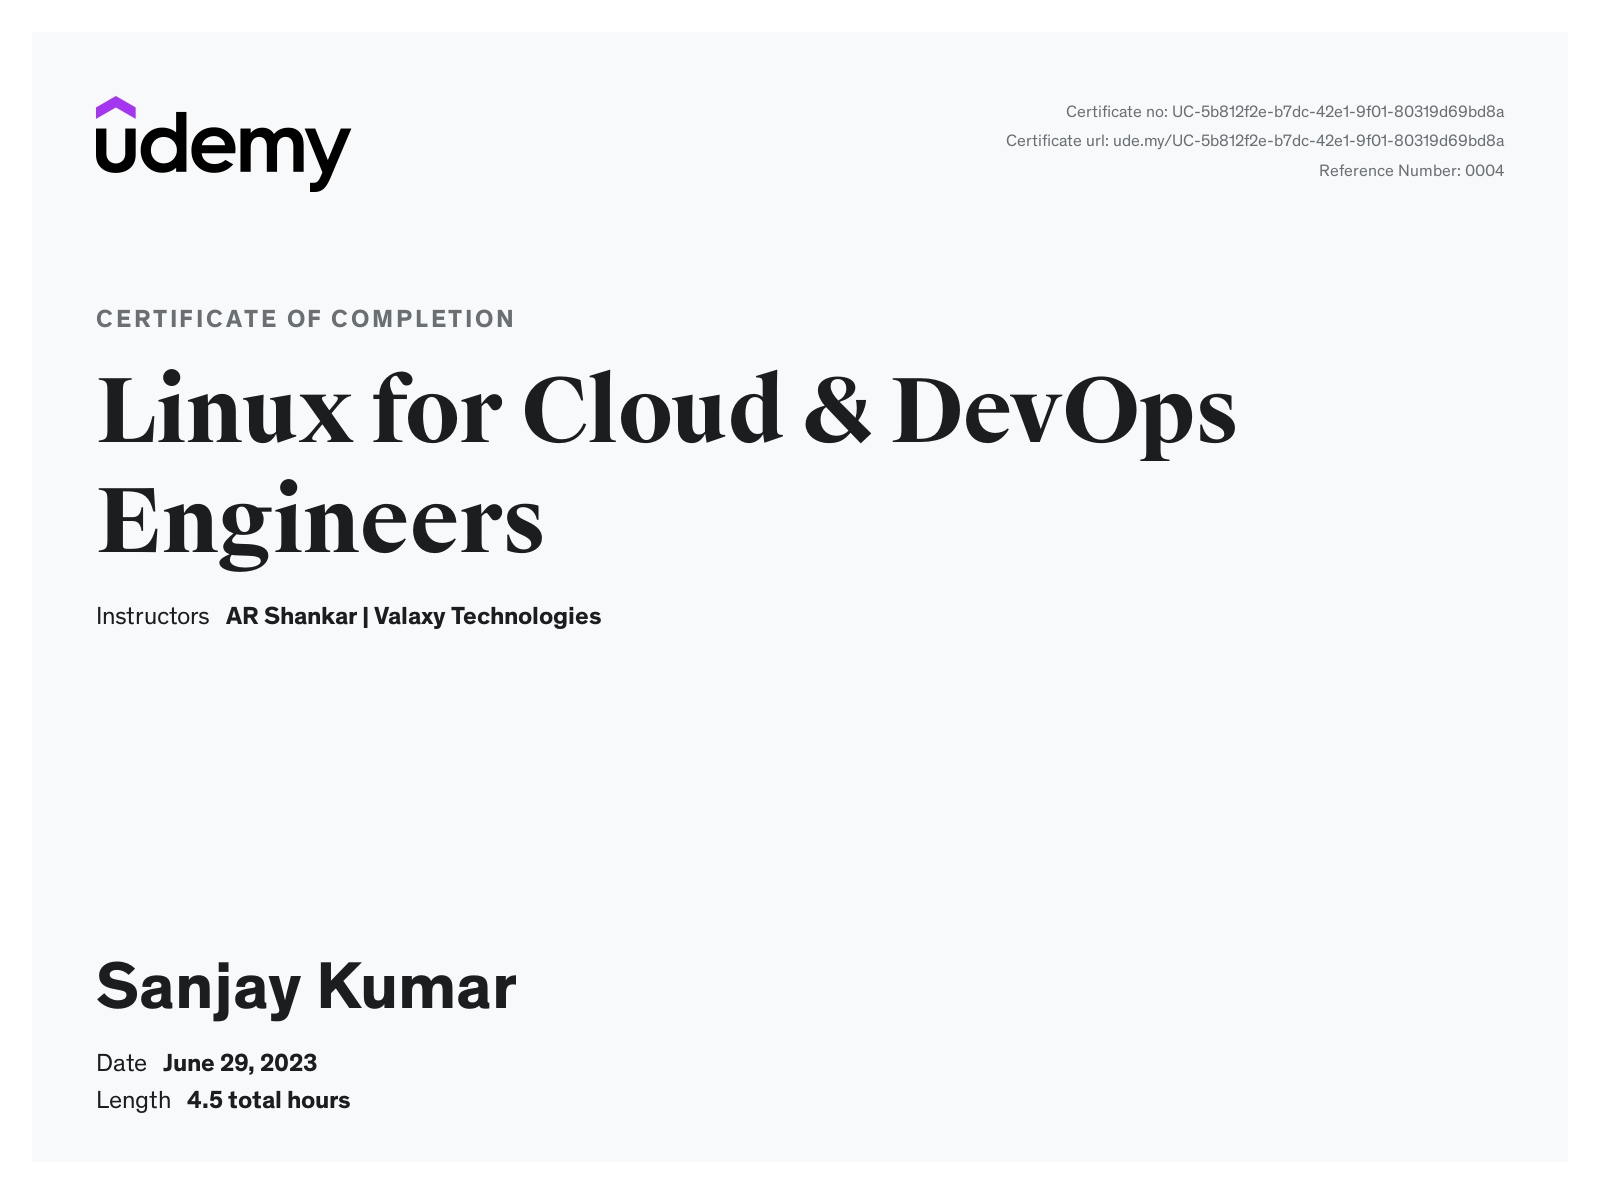 udemy
Certificate no: UC-5b812f2e-b7dc-42e1-9f01-80319d69bd8a
Certificate url: ude.my/UC-5b812f2e-b7dc-42e1-9f01-80319d69bd8a
Reference Number: 0004
CERTIFICATE OF COMPLETION
Linux for Cloud & DevOps
Engineers
Instructors AR Shankar | Valaxy Technologies
Sanjay Kumar
Date June 29, 2023
Length 4.5 total hours